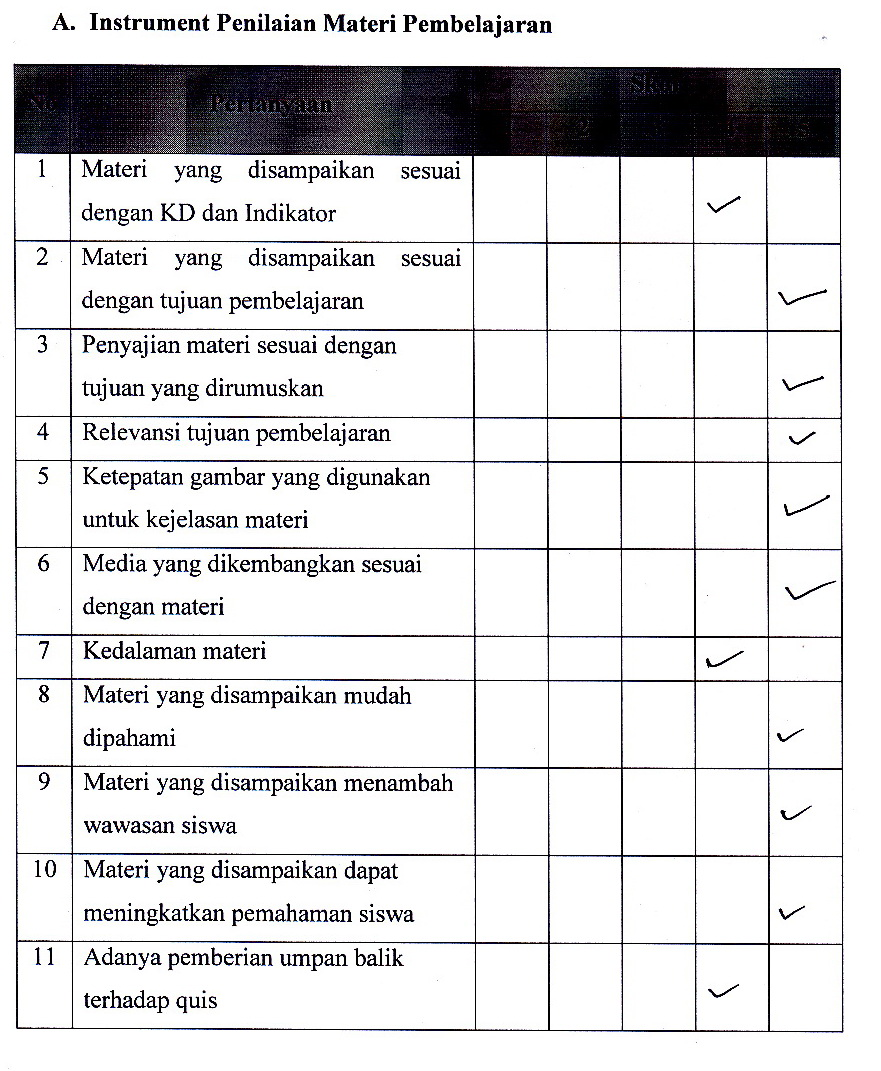 A. Instrument Penilaian Materi Pembelajaran
No Pertanyaan Skor
2 5
1 Materi yang disampaikan sesuai
dengan KD dan Indikator ✓
2 Materi yang disampaikan sesuai
dengan tujuan pembelajaran ✓
3 Penyajian materi sesuai dengan
tujuan yang dirumuskan ✓
4 Relevansi tujuan pembelajaran ✓
5 Ketepatan gambar yang digunakan
untuk kejelasan materi ✓
6 Media yang dikembangkan sesuai
dengan materi ✓
7 Kedalaman materi ✓
8 Materi yang disampaikan mudah
dipahami ✓
9 Materi yang disampaikan menambah
wawasan siswa ✓
10 Materi yang disampaikan dapat
meningkatkan pemahaman siswa ✓
11 Adanya pemberian umpan balik
terhadap quis ✓